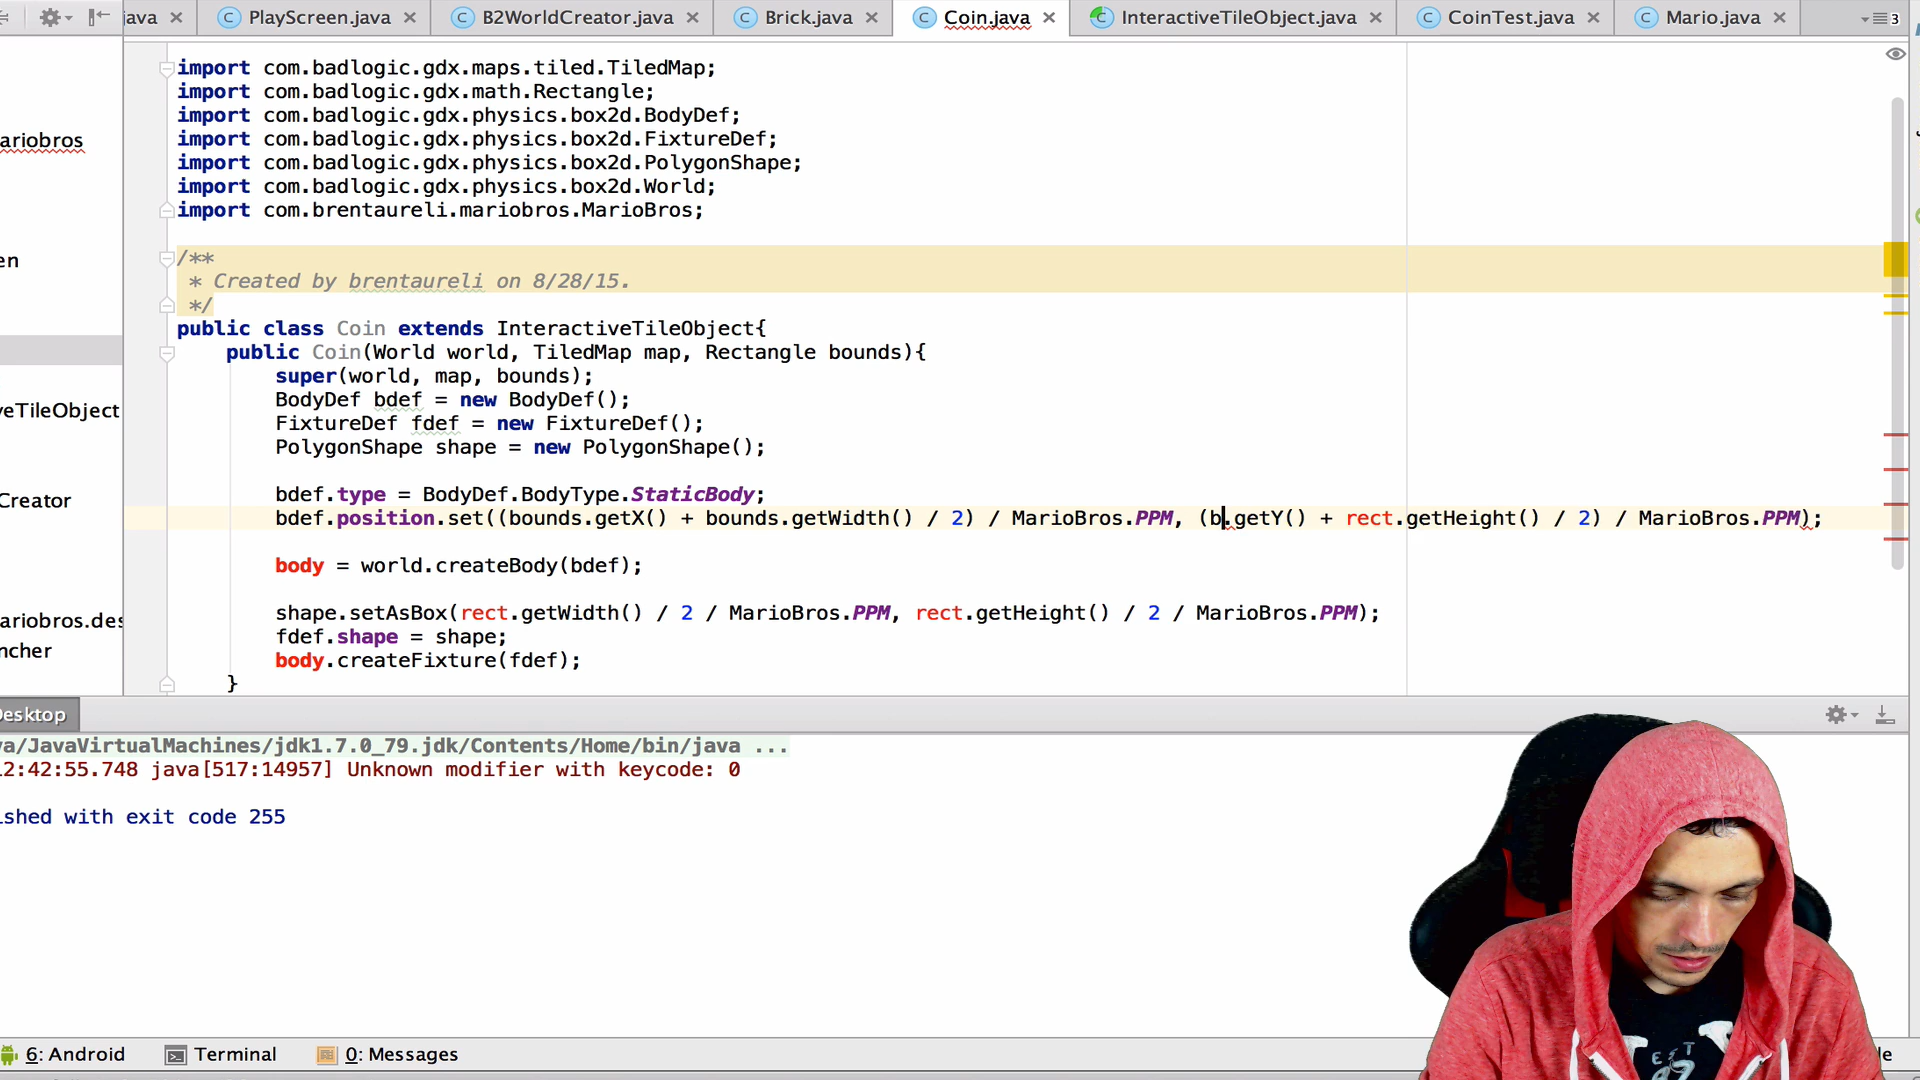 ava PlayScreen.java B2WorldCreator.java Brick.java Coin.java InteractiveTileObject.java CoinTest.java Mario.java 3
import com.badlogic.gdx.maps.tiled.TiledMap;
import com.badlogic.gdx.math.Rectangle;
import com.badlogic.gdx.physics.box2d.BodyDef;
import com.badlogic.gdx.physics.box2d.FixtureDef;
ariobros
import com.badlogic.gdx.physics.box2d.PolygonShape;
import com.badlogic.gdx.physics.box2d.World;
import com.brentaureli.mariobros.MarioBros;
en
/**
* Created by brentaureli on 8/28/15.
*/
public class Coin extends InteractiveTileObject{
public Coin(World world, TiledMap map, Rectangle bounds){
super(world, map, bounds);
BodyDef bdef = new BodyDef();
veTileObject
FixtureDef fdef = new FixtureDef();
PolygonShape shape = new PolygonShape();
bdef.type = BodyDef.BodyType.StaticBody;
Creator
bdef.position.set((bounds.getX() + bounds.getWidth() / 2) / MarioBros.PPM, (b.getY() + rect.getHeight() / 2) / MarioBros.PPM);
body = world.createBody(bdef);
shape.setAsBox(rect.getWidth() / 2 / MarioBros.PPM, rect.getHeight() / 2 / MarioBros.PPM);
ariobros.des
fdef.shape = shape;
ncher
body.createFixture(fdef);
}
Desktop
va/JavaVirtualMachines/jdk1.7.0_79.jdk/Contents/Home/bin/java ...
2:42:55.748 java[517:14957] Unknown modifier with keycode: 0
ished with exit code 255
6: Android Terminal 0: Messages le